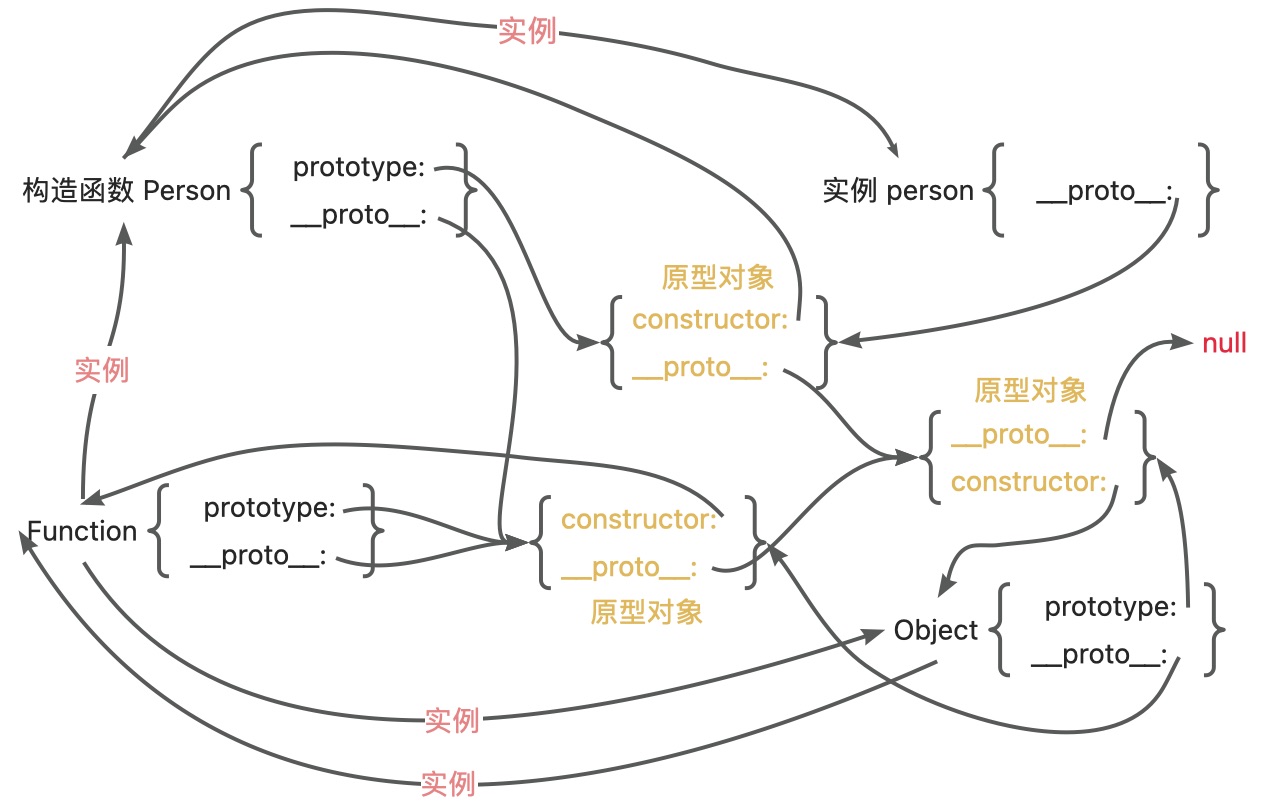 实例
构造函数 Person
prototype:
__proto__:
实例 person
__proto__:
原型对象
constructor:
__proto__:
null
实例
原型对象
__proto__:
constructor:
Function
prototype:
__proto__:
constructor:
__proto__:
原型对象
Object
prototype:
__proto__:
实例
实例